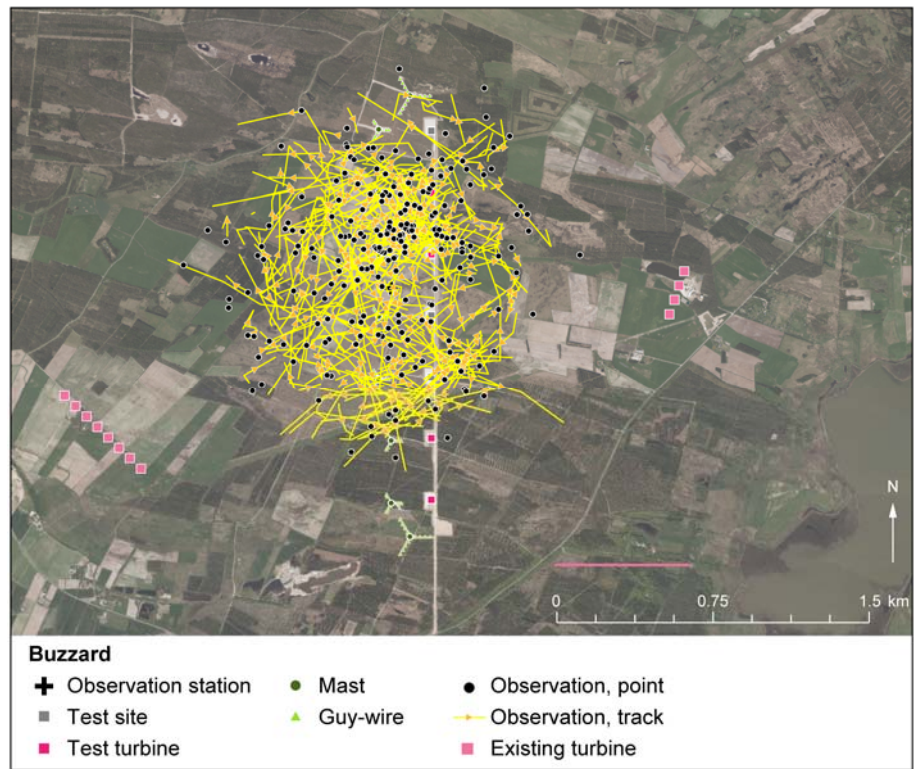 N
0 0.75 1.5 km
Buzzard
Observation station
Mast
Observation, point
Test site
Guy-wire
Observation, track
Test turbine
Existing turbine